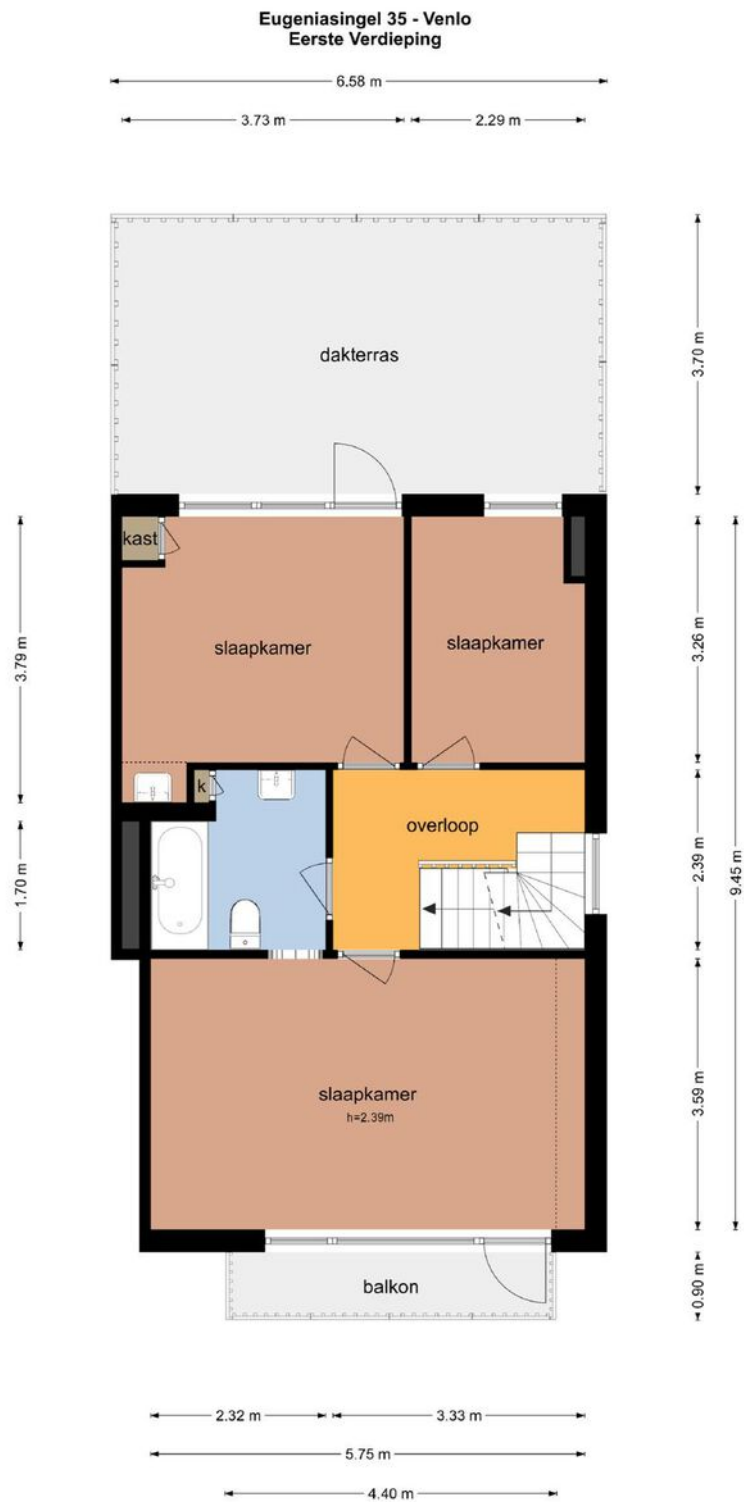 Eugeniasingel 35 - Venlo
Eerste Verdieping
6.58 m
3.73 m
2.29 m
dakterras
3.70 m
kast
slaapkamer
slaapkamer
3.79 m
3.26 m
k
overloop
1.70 m
2.39 m
9.45 m
slaapkamer
h=2.39m
3.59 m
balkon
0.90 m
2.32 m
3.33 m
5.75 m
4.40 m